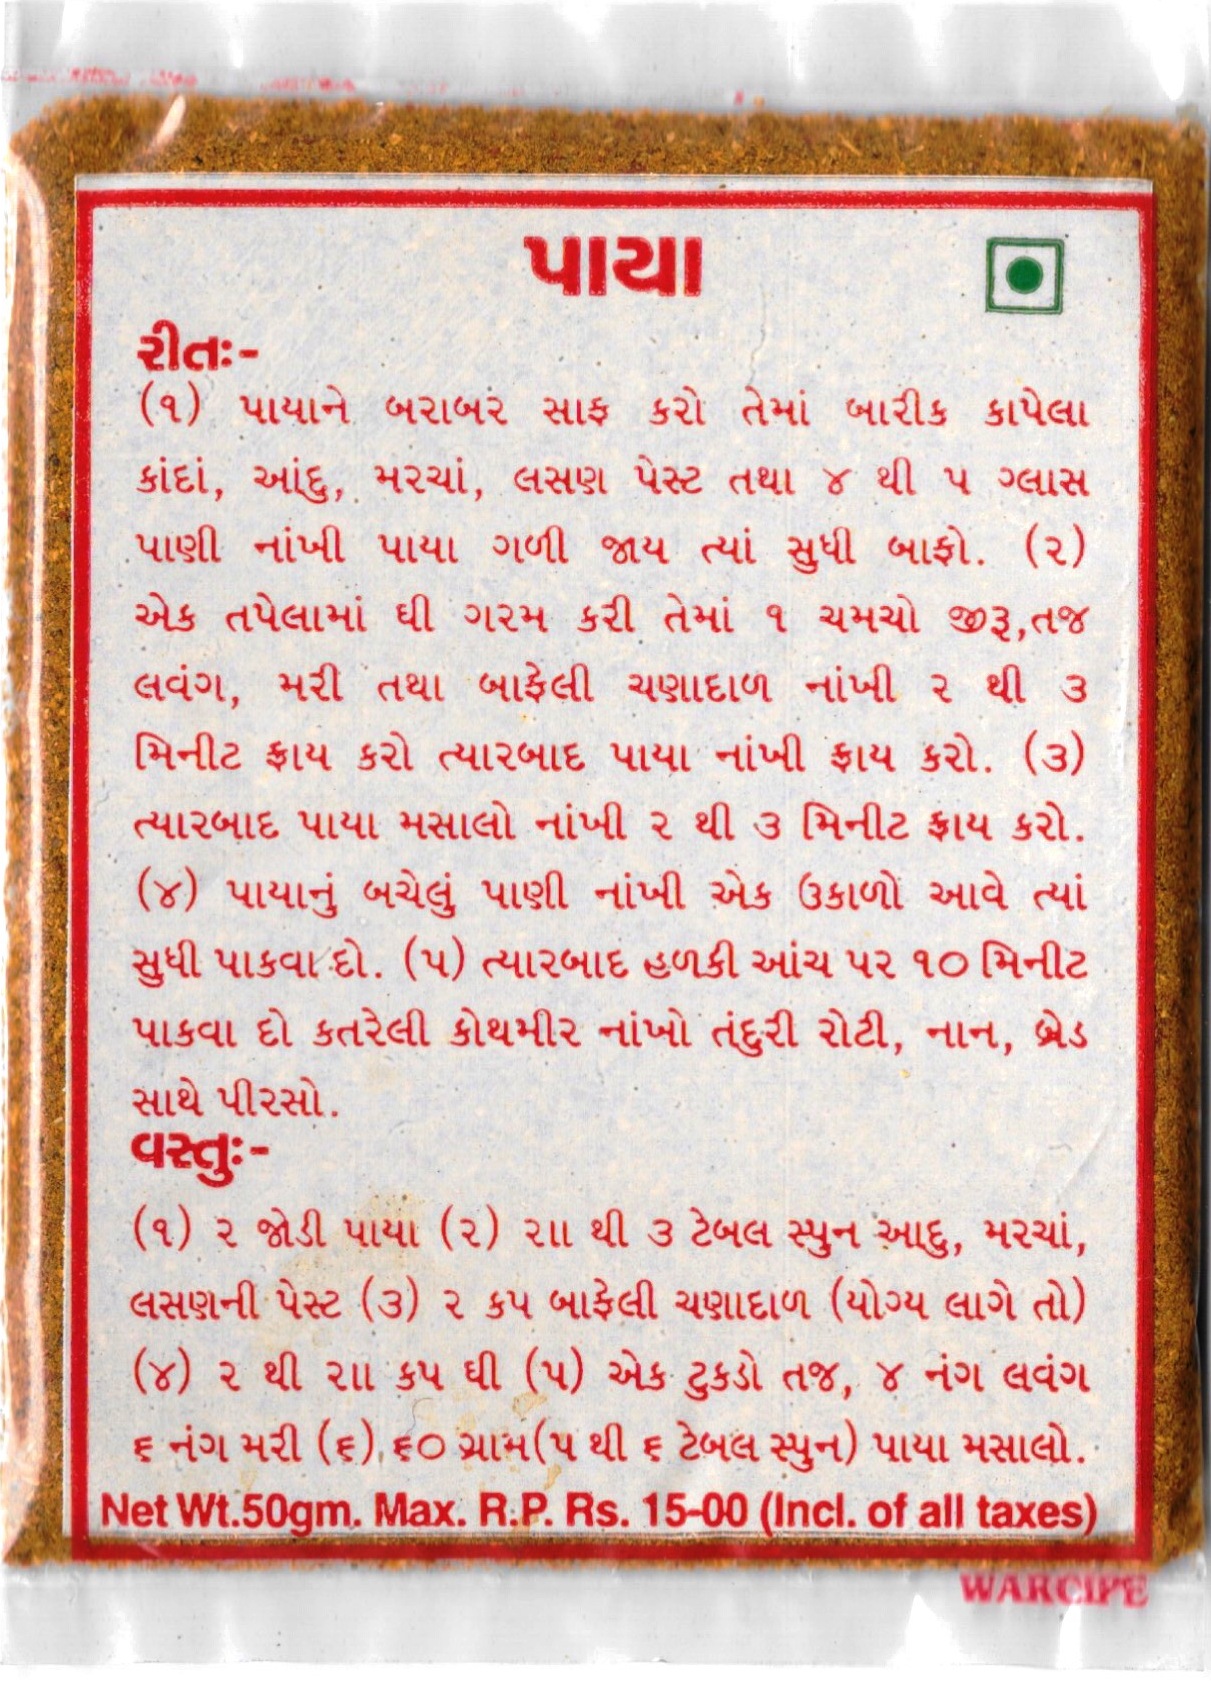 પાયા
રીતઃ-
(૧) પાયાને બરાબર સાફ કરો તેમાં બારીક કાપેલા
કાંદાં, આંદુ, મરચાં, લસણ પેસ્ટ તથા ૪ થી ૫ ગ્લાસ
પાણી નાંખી પાયા ગળી જાય ત્યાં સુધી બાફો. (૨)
એક તપેલામાં ઘી ગરમ કરી તેમાં ૧ ચમચો જીરૂ,તજ
લવંગ, મરી તથા બાફેલી ચણાદાળ નાંખી ૨ થી ૩
મિનીટ ફ્રાય કરો ત્યારબાદ પાયા નાંખી ફ્રાય કરો. (૩)
ત્યારબાદ પાયા મસાલો નાંખી ૨ થી ૩ મિનીટ ફ્રાય કરો.
(૪) પાયાનું બચેલું પાણી નાંખી એક ઉકાળો આવે ત્યાં
સુધી પાકવા દો. (૫) ત્યારબાદ હળકી આંચ પર ૧૦ મિનીટ
પાકવા દો કતરેલી કોથમીર નાંખો તંદુરી રોટી, નાન, બ્રેડ
સાથે પીરસો.
વસ્તુઃ-
(૧) ૨ જોડી પાયા (૨) ૨ાા થી ૩ ટેબલ સ્પુન આદુ, મરચાં,
લસણની પેસ્ટ (૩) ૨ કપ બાફેલી ચણાદાળ (યોગ્ય લાગે તો)
(૪) ૨ થી ૨ાા કપ ઘી (૫) એક ટુકડો તજ, ૪ નંગ લવંગ
૬ નંગ મરી (૬) ૬૦ ગ્રામ(૫ થી ૬ ટેબલ સ્પુન) પાયા મસાલો.
Net Wt.50gm. Max. R.P. Rs. 15-00 (Incl. of all taxes)
WARCIPE